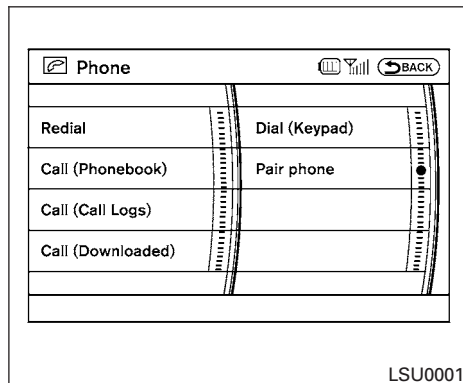 Phone BACK
Redial
Call (Phonebook)
Call (Call Logs)
Call (Downloaded)
Dial (Keypad)
Pair phone
LSU0001